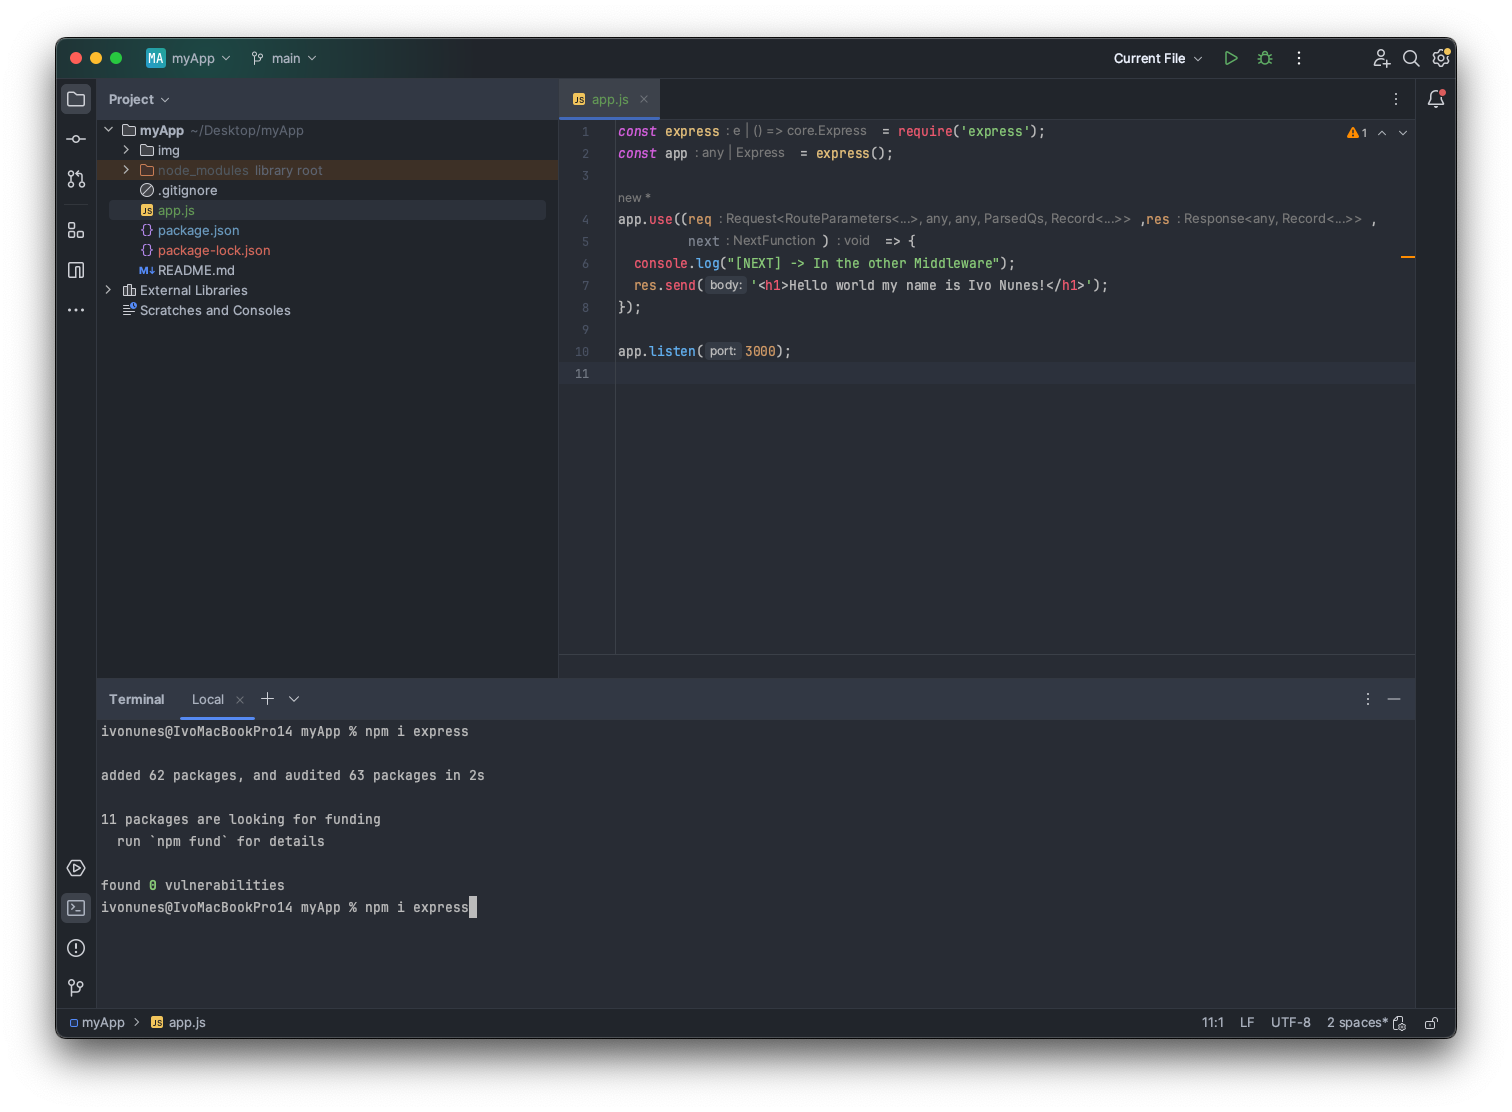 MA myApp main Current File
Project
app.js
myApp ~/Desktop/myApp
img
node_modules library root
.gitignore
app.js
{} package.json
{} package-lock.json
M↓ README.md
External Libraries
Scratches and Consoles
1 const express : e | () => core.Express = require('express');
2 const app : any | Express = express();
3
new *
4 app.use((req : Request<RouteParameters<...>, any, any, ParsedQs, Record<...>> ,res : Response<any, Record<...>> ,
5 next : NextFunction ) : void => {
6 console.log("[NEXT] -> In the other Middleware");
7 res.send( body: '<h1>Hello world my name is Ivo Nunes!</h1>');
8 });
9
10 app.listen( port: 3000);
11
1
Terminal Local
ivonunes@IvoMacBookPro14 myApp % npm i express
added 62 packages, and audited 63 packages in 2s
11 packages are looking for funding
run `npm fund` for details
found 0 vulnerabilities
ivonunes@IvoMacBookPro14 myApp % npm i express
myApp > JS app.js 11:1 LF UTF-8 2 spaces*